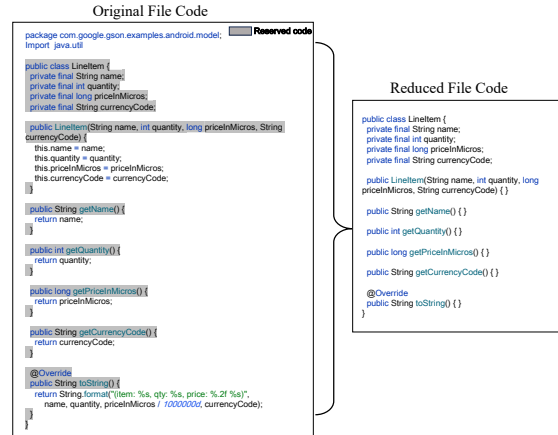 Original File Code
package com.google.gson.examples.android.model;
Import java.util
Reserved code
public class LineItem {
private final String name;
private final int quantity;
private final long priceInMicros;
private final String currencyCode;
public LineItem(String name, int quantity, long priceInMicros, String
currencyCode) {
this.name = name;
this.quantity = quantity;
this.priceInMicros = priceInMicros;
this.currencyCode = currencyCode;
}
public String getName() {
return name;
}
public int getQuantity() {
return quantity;
}
public long getPriceInMicros() {
return priceInMicros;
}
public String getCurrencyCode() {
return currencyCode;
}
@Override
public String toString() {
return String.format("(item: %s, qty: %s, price: %.2f %s)",
name, quantity, priceInMicros / 1000000d, currencyCode);
}
}
Reduced File Code
public class LineItem {
private final String name;
private final int quantity;
private final long priceInMicros;
private final String currencyCode;
public LineItem(String name, int quantity, long
priceInMicros, String currencyCode) { }
public String getName() { }
public int getQuantity() { }
public long getPriceInMicros() { }
public String getCurrencyCode() { }
@Override
public String toString() { }
}